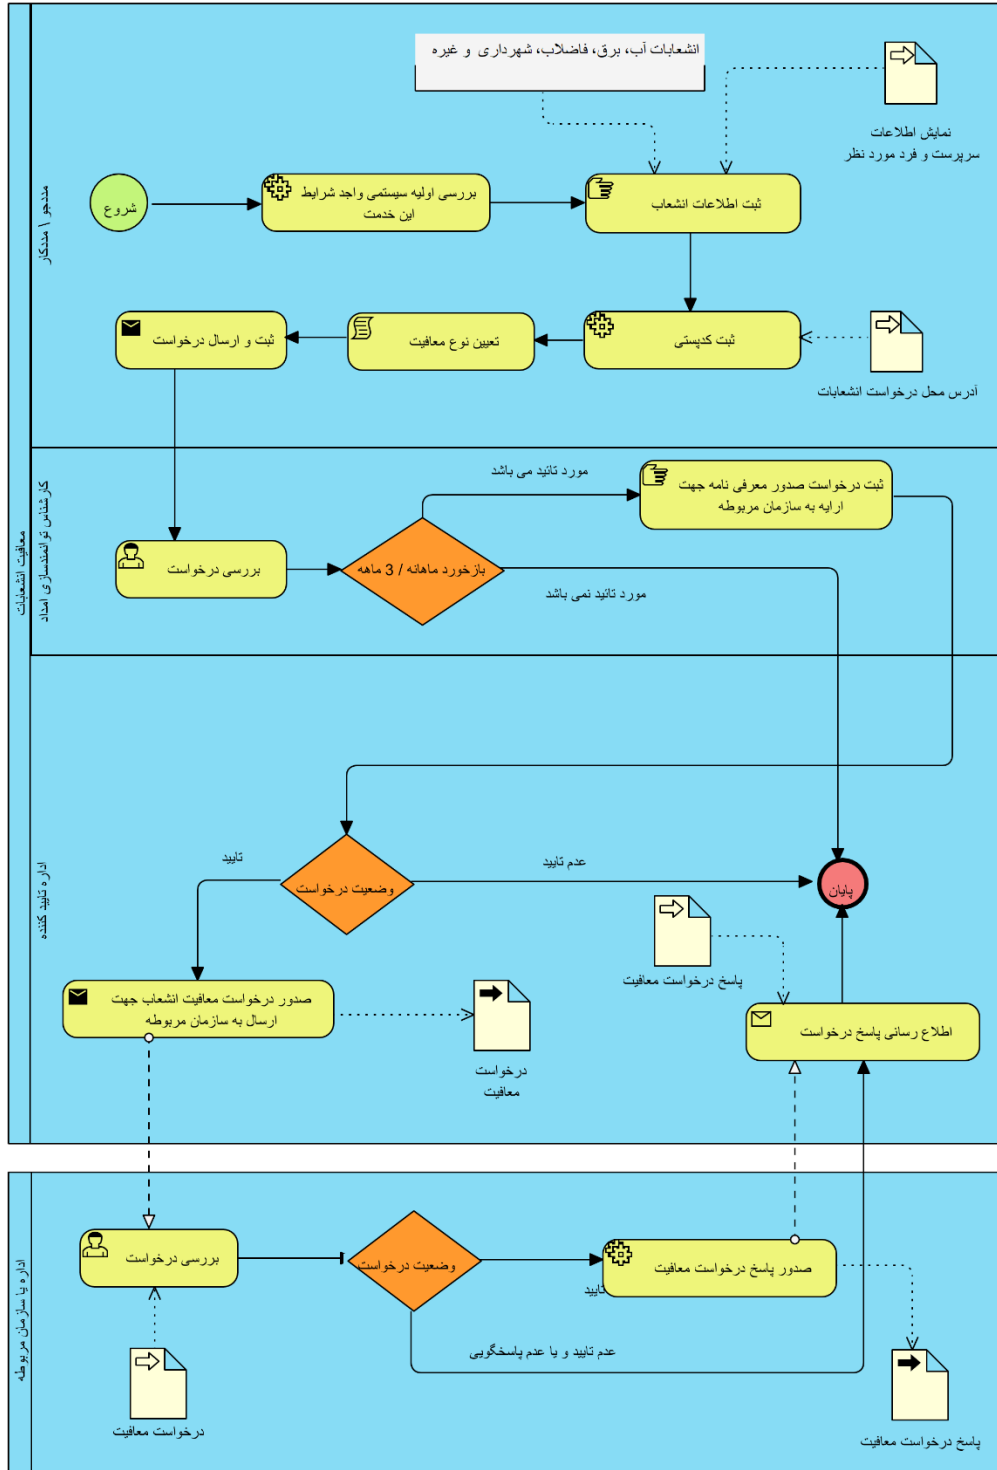 معافیت انشعابات
مددجو \ مددکار
انشعابات آب، برق، فاضلاب، شهرداری و غیره
نمایش اطلاعات
سرپرست و فرد مورد نظر
شروع
بررسی اولیه سیستمی واجد شرایط
این خدمت
ثبت اطلاعات انشعاب
ثبت و ارسال درخواست
تعیین نوع معافیت
ثبت کدپستی
آدرس محل درخواست انشعابات
کارشناس توانمندسازی امداد
مورد تائید می باشد
ثبت درخواست صدور معرفی نامه جهت
ارایه به سازمان مربوطه
بررسی درخواست
بازخورد ماهانه / 3 ماهه
مورد تائید نمی باشد
اداره تایید کننده
تایید
وضعیت درخواست
عدم تایید
پایان
پاسخ درخواست معافیت
صدور درخواست معافیت انشعاب جهت
ارسال به سازمان مربوطه
درخواست
معافیت
اطلاع رسانی پاسخ درخواست
اداره یا سازمان مربوطه
بررسی درخواست
وضعیت درخواست
تایید
صدور پاسخ درخواست معافیت
عدم تایید و یا عدم پاسخگویی
درخواست معافیت
پاسخ درخواست معافیت